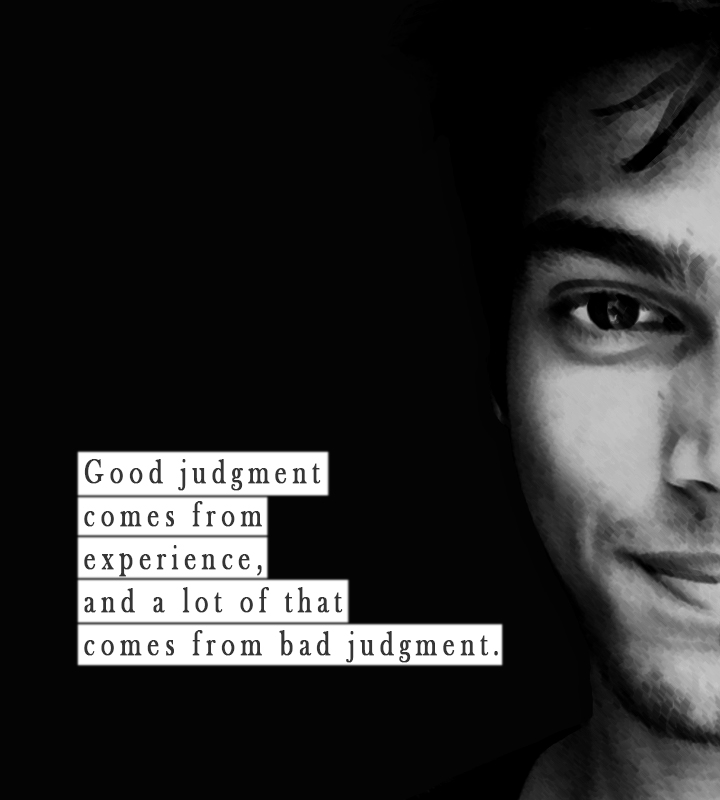 Good judgment
comes from
experience,
and a lot of that
comes from bad judgment.